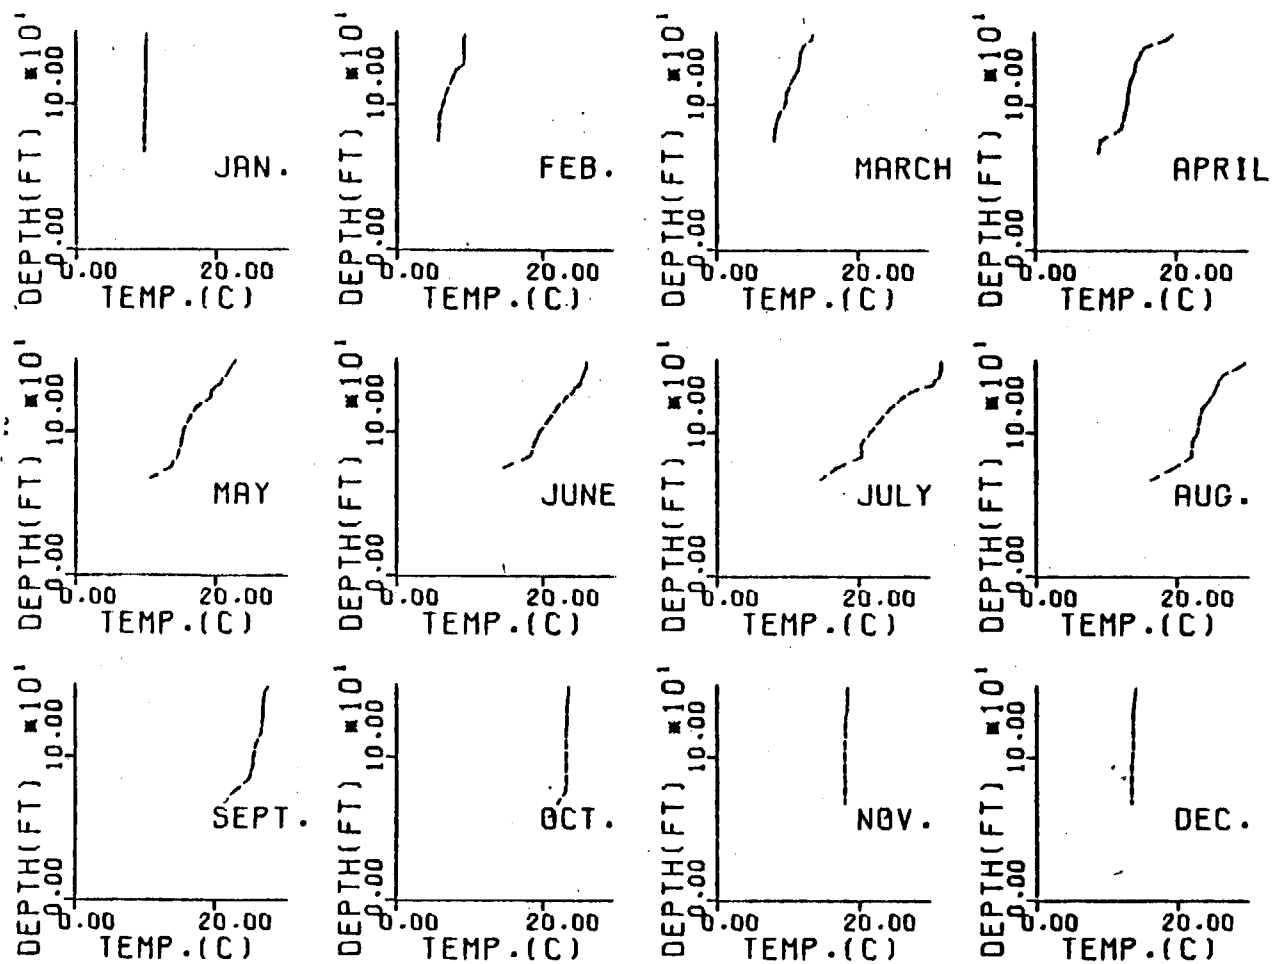 DEPTH(FT) *10¹
10.00
0.00
0.00 20.00
TEMP.(C)
JAN.
DEPTH(FT) *10¹
10.00
0.00
0.00 20.00
TEMP.(C)
FEB.
DEPTH(FT) *10¹
10.00
0.00
0.00 20.00
TEMP.(C)
MARCH
DEPTH(FT) *10¹
10.00
0.00
0.00 20.00
TEMP.(C)
APRIL
DEPTH(FT) *10¹
10.00
0.00
0.00 20.00
TEMP.(C)
MAY
DEPTH(FT) *10¹
10.00
0.00
0.00 20.00
TEMP.(C)
JUNE
DEPTH(FT) *10¹
10.00
0.00
0.00 20.00
TEMP.(C)
JULY
DEPTH(FT) *10¹
10.00
0.00
0.00 20.00
TEMP.(C)
AUG.
DEPTH(FT) *10¹
10.00
0.00
0.00 20.00
TEMP.(C)
SEPT.
DEPTH(FT) *10¹
10.00
0.00
0.00 20.00
TEMP.(C)
OCT.
DEPTH(FT) *10¹
10.00
0.00
0.00 20.00
TEMP.(C)
NOV.
DEPTH(FT) *10¹
10.00
0.00
0.00 20.00
TEMP.(C)
DEC.